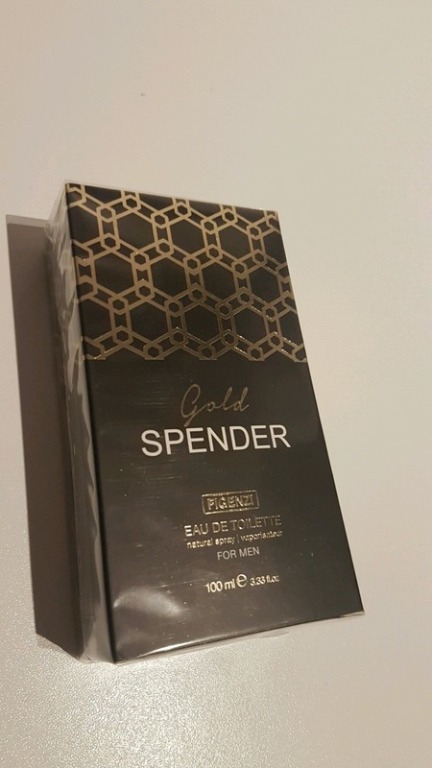 Gold
SPENDER
FIGENZI
EAU DE TOILETTE
natural spray | vaporisateur
FOR MEN
100 ml e 3.33 fl.oz